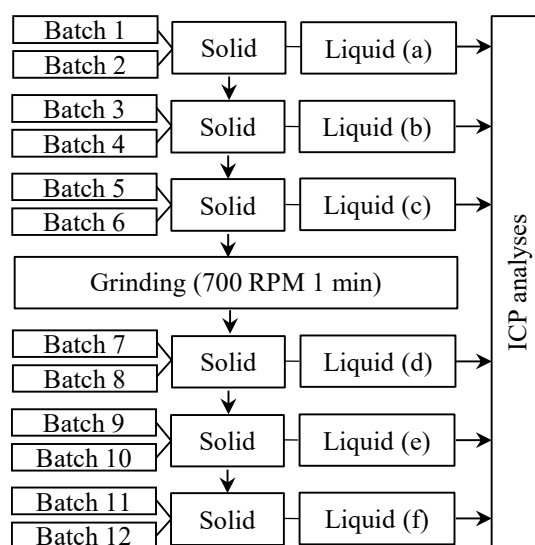 Batch 1
Batch 2
Solid
Liquid (a)
Batch 3
Batch 4
Solid
Liquid (b)
Batch 5
Batch 6
Solid
Liquid (c)
Grinding (700 RPM 1 min)
Batch 7
Batch 8
Solid
Liquid (d)
Batch 9
Batch 10
Solid
Liquid (e)
Batch 11
Batch 12
Solid
Liquid (f)
ICP analyses